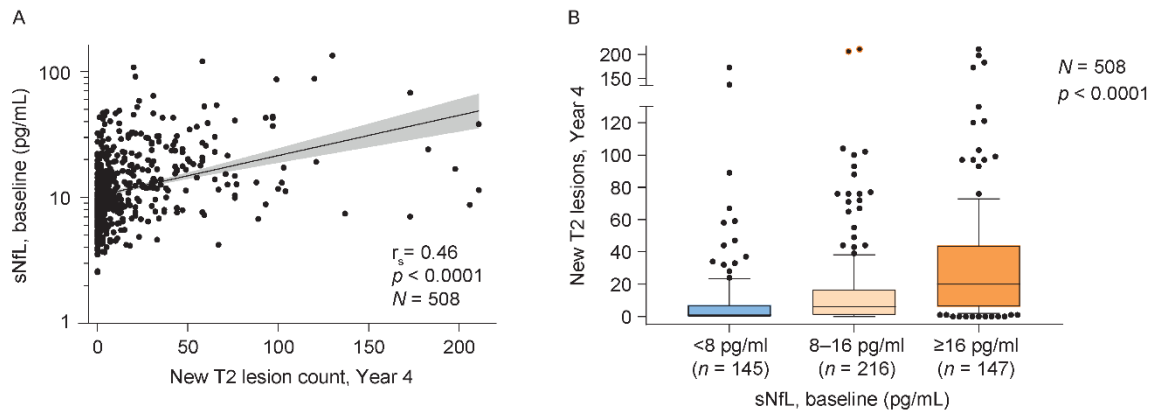 A
sNfL, baseline (pg/mL)
100
10
1
0
50
100
150
200
New T2 lesion count, Year 4
rs= 0.46
p < 0.0001
N = 508
B
New T2 lesions, Year 4
200
150
120
100
80
60
40
20
0
N = 508
p < 0.0001
<8 pg/ml
(n = 145)
8–16 pg/ml
(n = 216)
≥16 pg/ml
(n = 147)
sNfL, baseline (pg/mL)